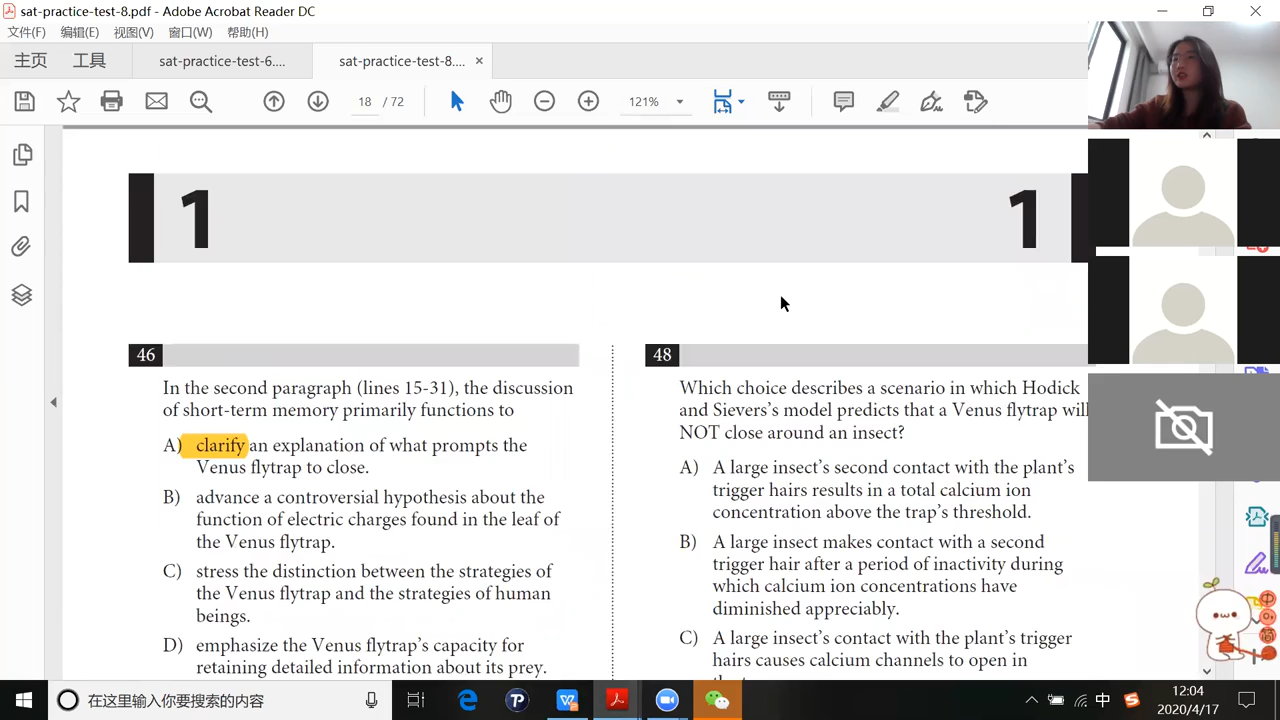 sat-practice-test-8.pdf - Adobe Acrobat Reader DC
文件(F) 编辑(E) 视图(V) 窗口(W) 帮助(H)
主页 工具 sat-practice-test-6.... sat-practice-test-8.... ×
18 / 72 121%
1 1
46
In the second paragraph (lines 15-31), the discussion
of short-term memory primarily functions to
A) clarify an explanation of what prompts the
Venus flytrap to close.
B) advance a controversial hypothesis about the
function of electric charges found in the leaf of
the Venus flytrap.
C) stress the distinction between the strategies of
the Venus flytrap and the strategies of human
beings.
D) emphasize the Venus flytrap's capacity for
retaining detailed information about its prey.
48
Which choice describes a scenario in which Hodick
and Sievers's model predicts that a Venus flytrap will
NOT close around an insect?
A) A large insect's second contact with the plant's
trigger hairs results in a total calcium ion
concentration above the trap's threshold.
B) A large insect makes contact with a second
trigger hair after a period of inactivity during
which calcium ion concentrations have
diminished appreciably.
C) A large insect's contact with the plant's trigger
hairs causes calcium channels to open in
在这里输入你要搜索的内容
中
12:04
2020/4/17